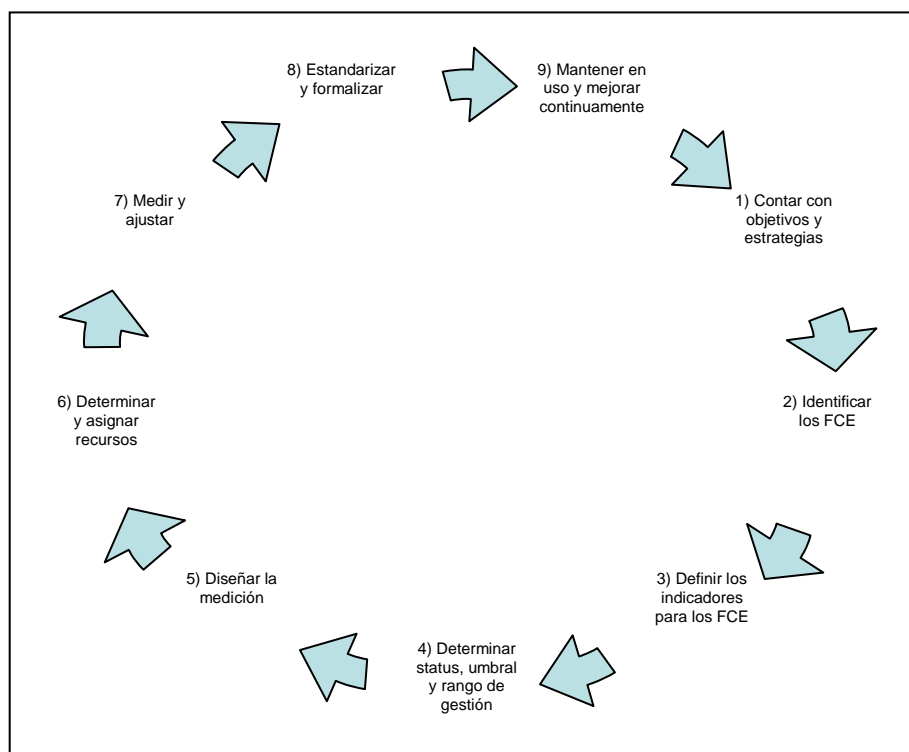 8) Estandarizar
y formalizar
9) Mantener en
uso y mejorar
continuamente
7) Medir y
ajustar
1) Contar con
objetivos y
estrategias
6) Determinar
y asignar
recursos
2) Identificar
los FCE
5) Diseñar la
medición
3) Definir los
indicadores
para los FCE
4) Determinar
status, umbral
y rango de
gestión